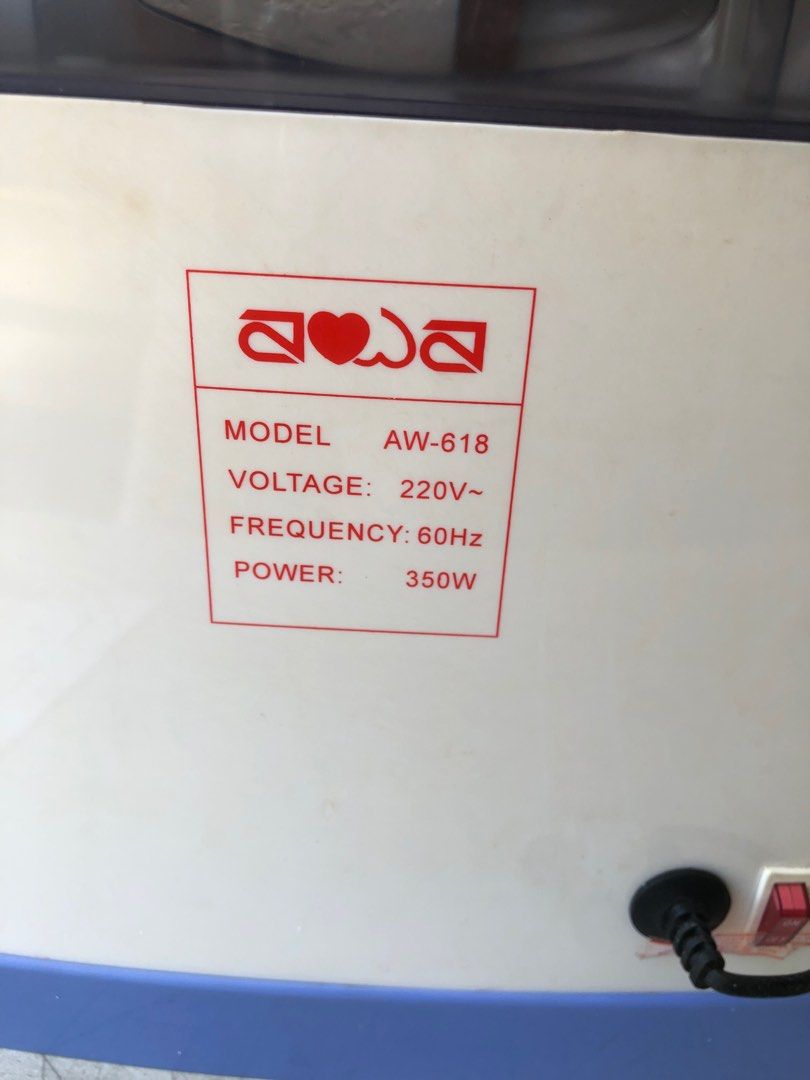 MODEL AW-618
VOLTAGE: 220V~
FREQUENCY: 60Hz
POWER: 350W